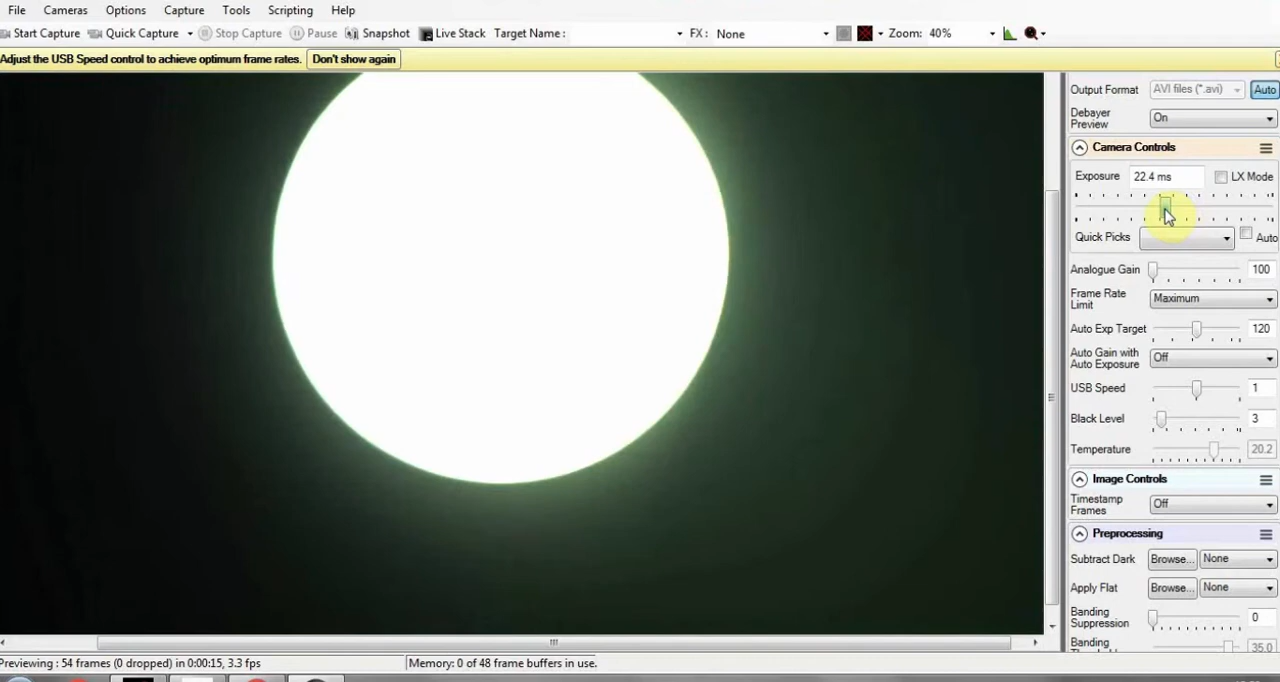 File Cameras Options Capture Tools Scripting Help
Start Capture Quick Capture Stop Capture Pause Snapshot Live Stack Target Name : FX : None Zoom: 40%
Adjust the USB Speed control to achieve optimum frame rates. Don't show again
Output Format AVI files (*.avi) Auto
Debayer
Preview On
Camera Controls
Exposure 22.4 ms LX Mode
Quick Picks Auto
Analogue Gain 100
Frame Rate
Limit Maximum
Auto Exp Target 120
Auto Gain with
Auto Exposure Off
USB Speed 1
Black Level 3
Temperature 20.2
Image Controls
Timestamp
Frames Off
Preprocessing
Subtract Dark Browse... None
Apply Flat Browse... None
Banding
Suppression 0
Banding
35.0
Previewing : 54 frames (0 dropped) in 0:00:15, 3.3 fps Memory: 0 of 48 frame buffers in use.